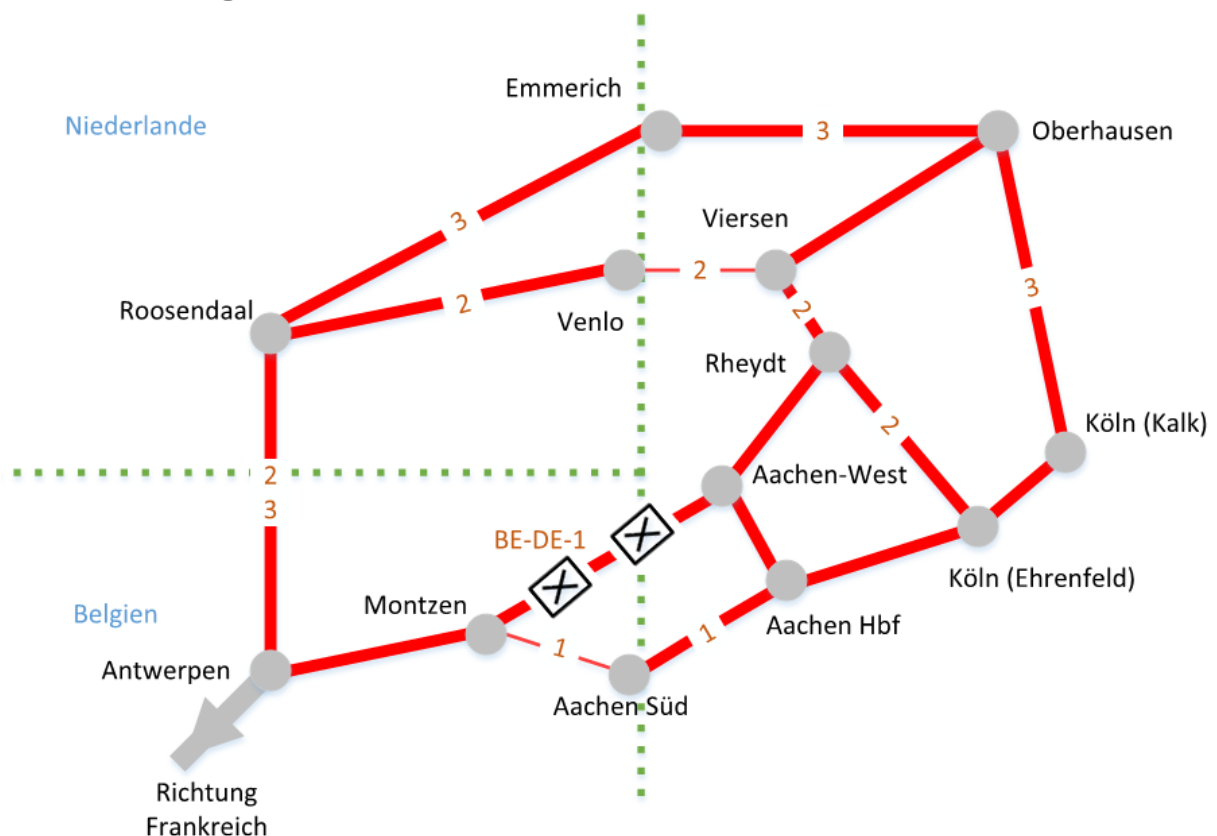 Emmerich
Niederlande
3
Oberhausen
Viersen
3
2
3
Roosendaal
2
Venlo
2
Rheydt
Köln (Kalk)
2
2
Aachen-West
3
BE-DE-1
Köln (Ehrenfeld)
Montzen
Belgien
Aachen Hbf
1
1
Antwerpen
Aachen Süd
Richtung
Frankreich